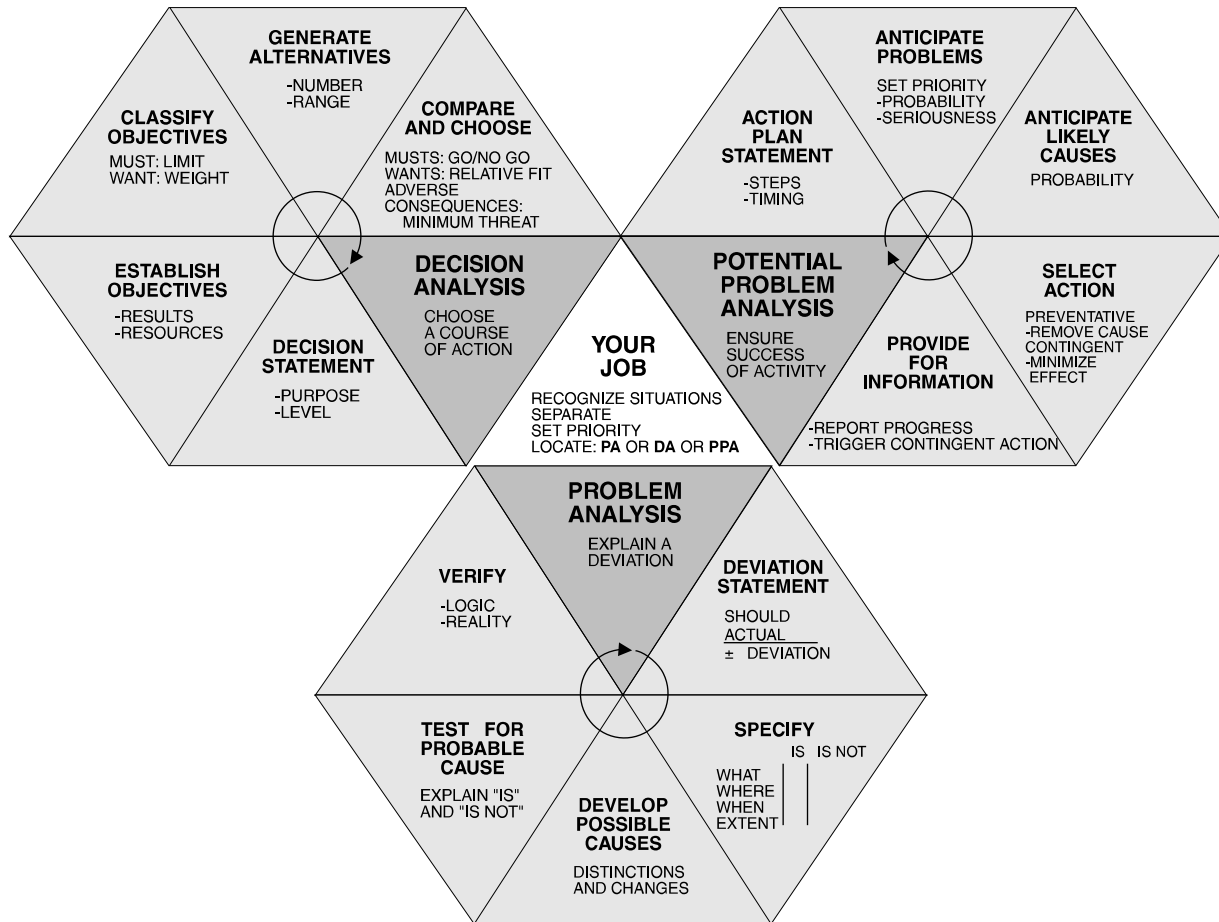 GENERATE
ALTERNATIVES
-NUMBER
-RANGE
CLASSIFY
OBJECTIVES
MUST: LIMIT
WANT: WEIGHT
COMPARE
AND CHOOSE
MUSTS: GO/NO GO
WANTS: RELATIVE FIT
ADVERSE
CONSEQUENCES:
MINIMUM THREAT
ESTABLISH
OBJECTIVES
-RESULTS
-RESOURCES
DECISION
STATEMENT
-PURPOSE
-LEVEL
DECISION
ANALYSIS
CHOOSE
A COURSE
OF ACTION
ANTICIPATE
PROBLEMS
SET PRIORITY
-PROBABILITY
-SERIOUSNESS
ACTION
PLAN
STATEMENT
-STEPS
-TIMING
ANTICIPATE
LIKELY
CAUSES
PROBABILITY
POTENTIAL
PROBLEM
ANALYSIS
ENSURE
SUCCESS
OF ACTIVITY
SELECT
ACTION
PREVENTATIVE
-REMOVE CAUSE
CONTINGENT
-MINIMIZE
EFFECT
PROVIDE
FOR
INFORMATION
-REPORT PROGRESS
-TRIGGER CONTINGENT ACTION
YOUR
JOB
RECOGNIZE SITUATIONS
SEPARATE
SET PRIORITY
LOCATE: PA OR DA OR PPA
PROBLEM
ANALYSIS
EXPLAIN A
DEVIATION
VERIFY
-LOGIC
-REALITY
DEVIATION
STATEMENT
SHOULD
ACTUAL
± DEVIATION
TEST FOR
PROBABLE
CAUSE
EXPLAIN "IS"
AND "IS NOT"
DEVELOP
POSSIBLE
CAUSES
DISTINCTIONS
AND CHANGES
SPECIFY
IS IS NOT
WHAT
WHERE
WHEN
EXTENT